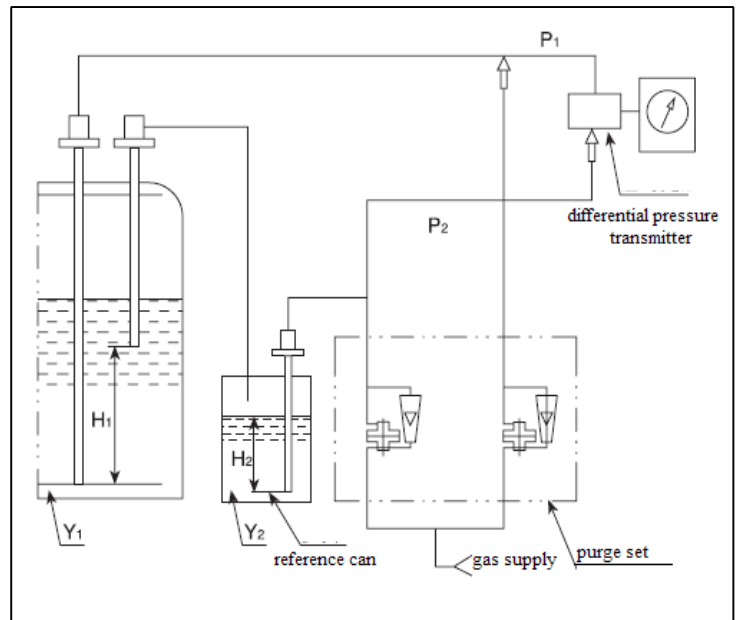 P1
differential pressure
transmitter
P2
H1
H2
Y1
Y2
reference can
gas supply
purge set